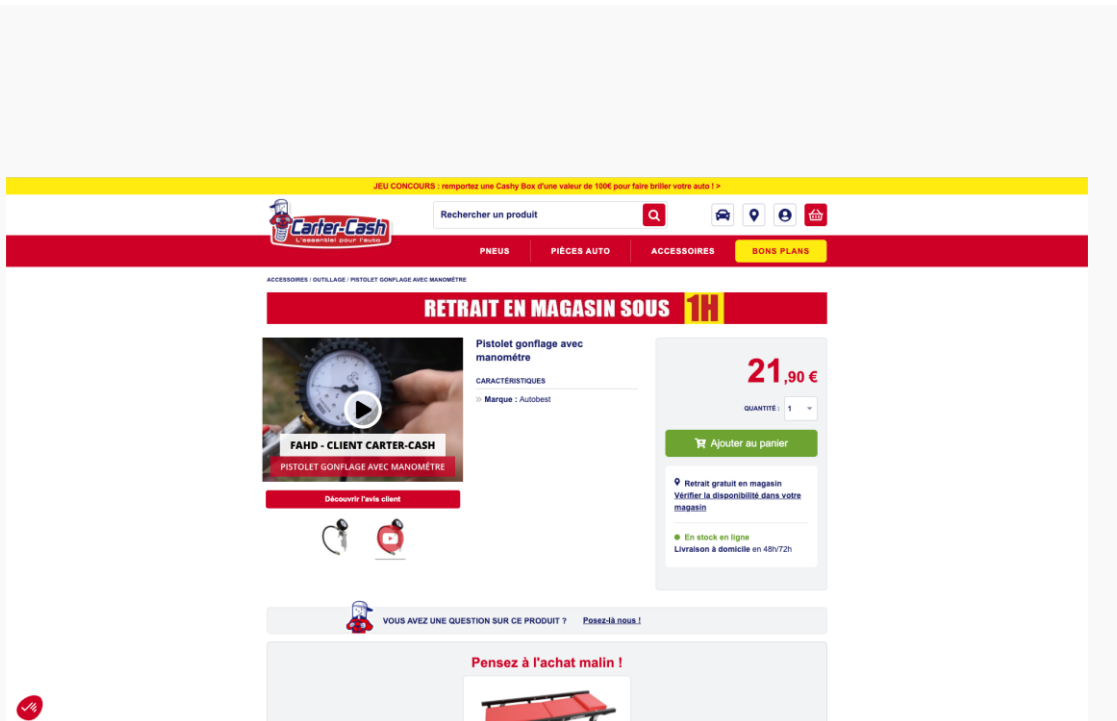 JEU CONCOURS : remportez une Cashy Box d'une valeur de 100€ pour faire briller votre auto ! >
Carter-Cash
L'essentiel pour l'auto
Rechercher un produit
PNEUS
PIÈCES AUTO
ACCESSOIRES
BONS PLANS
ACCESSOIRES / OUTILLAGE / PISTOLET GONFLAGE AVEC MANOMÉTRE
RETRAIT EN MAGASIN SOUS 1H
FAHD - CLIENT CARTER-CASH
PISTOLET GONFLAGE AVEC MANOMÉTRE
Découvrir l'avis client
Pistolet gonflage avec
manométre
CARACTÉRISTIQUES
» Marque : Autobest
21,90 €
QUANTITÉ : 1
Ajouter au panier
Retrait gratuit en magasin
Vérifier la disponibilité dans votre
magasin
En stock en ligne
Livraison à domicile en 48h/72h
VOUS AVEZ UNE QUESTION SUR CE PRODUIT ? Posez-là nous !
Pensez à l'achat malin !